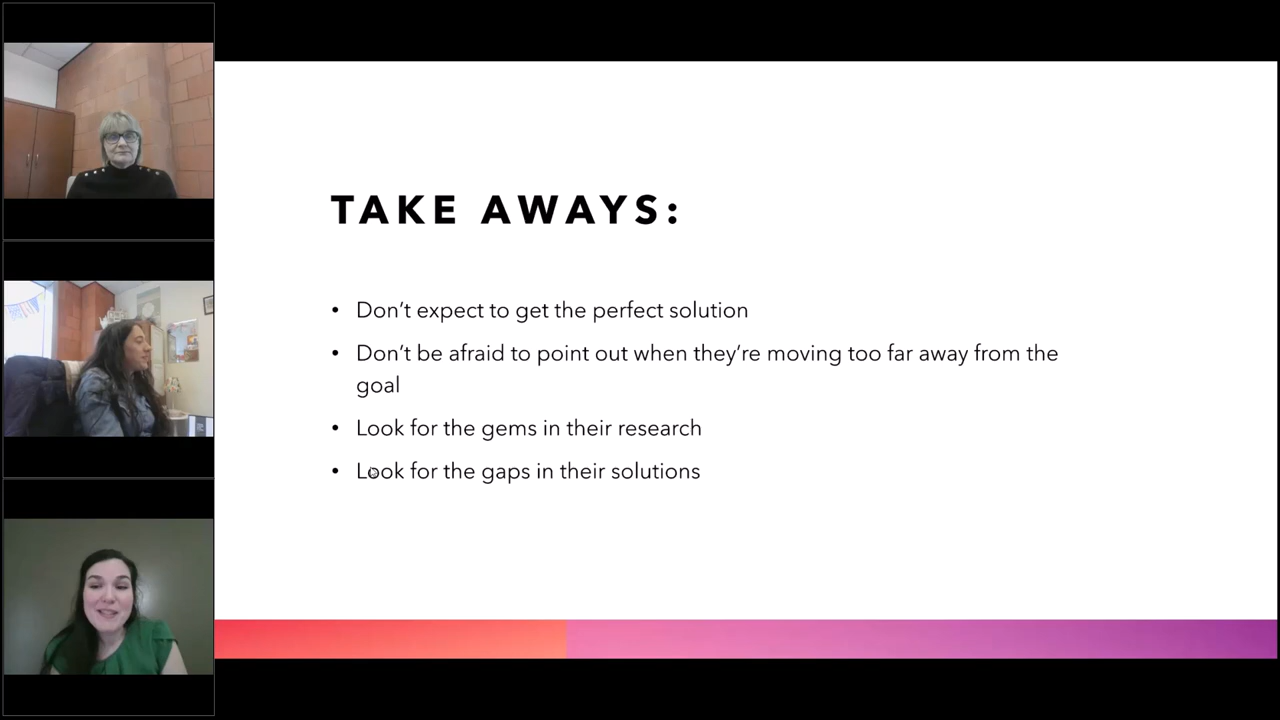 TAKE AWAYS:
• Don’t expect to get the perfect solution
• Don’t be afraid to point out when they’re moving too far away from the
goal
• Look for the gems in their research
• Look for the gaps in their solutions